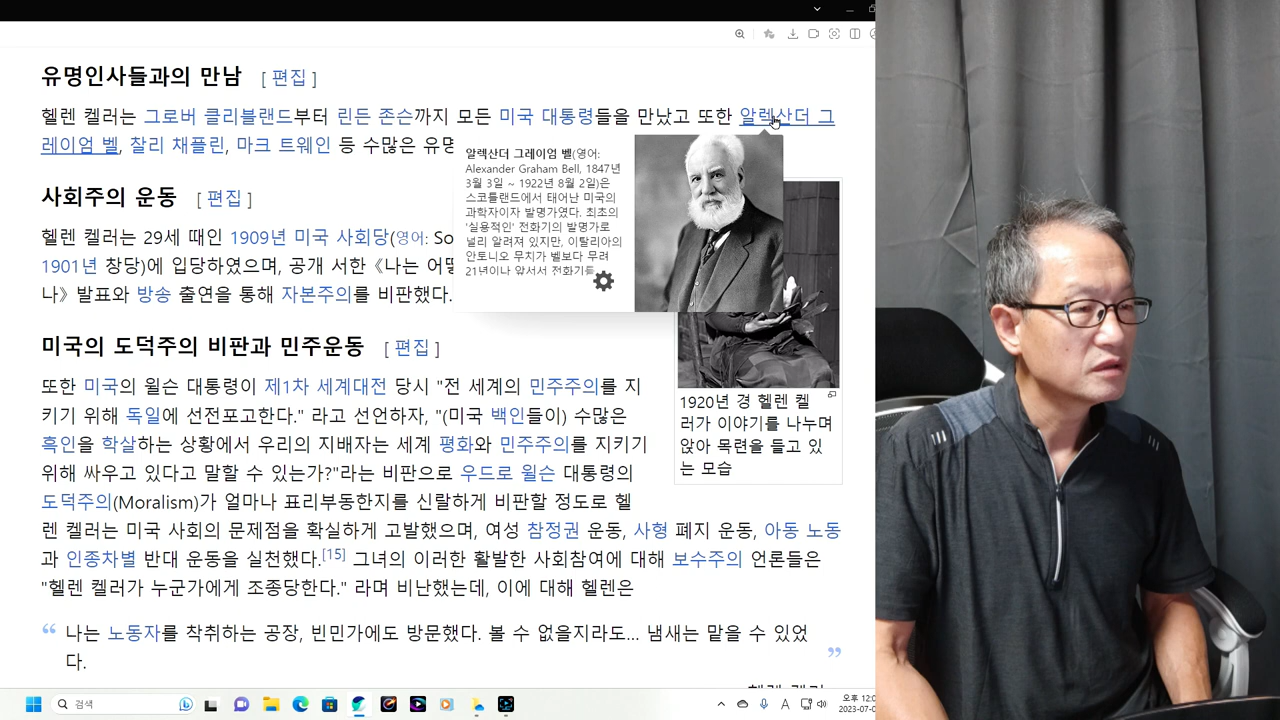 유명인사들과의 만남 [ 편집 ]
헬렌 켈러는 그로버 클리블랜드부터 린든 존슨까지 모든 미국 대통령들을 만났고 또한 알렉산더 그
레이엄 벨, 찰리 채플린, 마크 트웨인 등 수많은 유명
알렉산더 그레이엄 벨(영어:
Alexander Graham Bell, 1847년
3월 3일 ~ 1922년 8월 2일)은
스코틀랜드에서 태어난 미국의
과학자이자 발명가였다. 최초의
'실용적인' 전화기의 발명가로
널리 알려져 있지만, 이탈리아의
안토니오 무치가 벨보다 무려
21년이나 앞서서 전화기를
사회주의 운동 [ 편집 ]
헬렌 켈러는 29세 때인 1909년 미국 사회당(영어: So
1901년 창당)에 입당하였으며, 공개 서한《나는 어떻
나》 발표와 방송 출연을 통해 자본주의를 비판했다.
1920년 경 헬렌 켈
러가 이야기를 나누며
앉아 목련을 들고 있
는 모습
미국의 도덕주의 비판과 민주운동 [ 편집 ]
또한 미국의 윌슨 대통령이 제1차 세계대전 당시 "전 세계의 민주주의를 지
키기 위해 독일에 선전포고한다." 라고 선언하자, "(미국 백인들이) 수많은
흑인을 학살하는 상황에서 우리의 지배자는 세계 평화와 민주주의를 지키기
위해 싸우고 있다고 말할 수 있는가?"라는 비판으로 우드로 윌슨 대통령의
도덕주의(Moralism)가 얼마나 표리부동한지를 신랄하게 비판할 정도로 헬
렌 켈러는 미국 사회의 문제점을 확실하게 고발했으며, 여성 참정권 운동, 사형 폐지 운동, 아동 노동
과 인종차별 반대 운동을 실천했다.[15] 그녀의 이러한 활발한 사회참여에 대해 보수주의 언론들은
"헬렌 켈러가 누군가에게 조종당한다." 라며 비난했는데, 이에 대해 헬렌은
“ 나는 노동자를 착취하는 공장, 빈민가에도 방문했다. 볼 수 없을지라도... 냄새는 맡을 수 있었
다. ”
검색
A
오후 12:0
2023-07-0